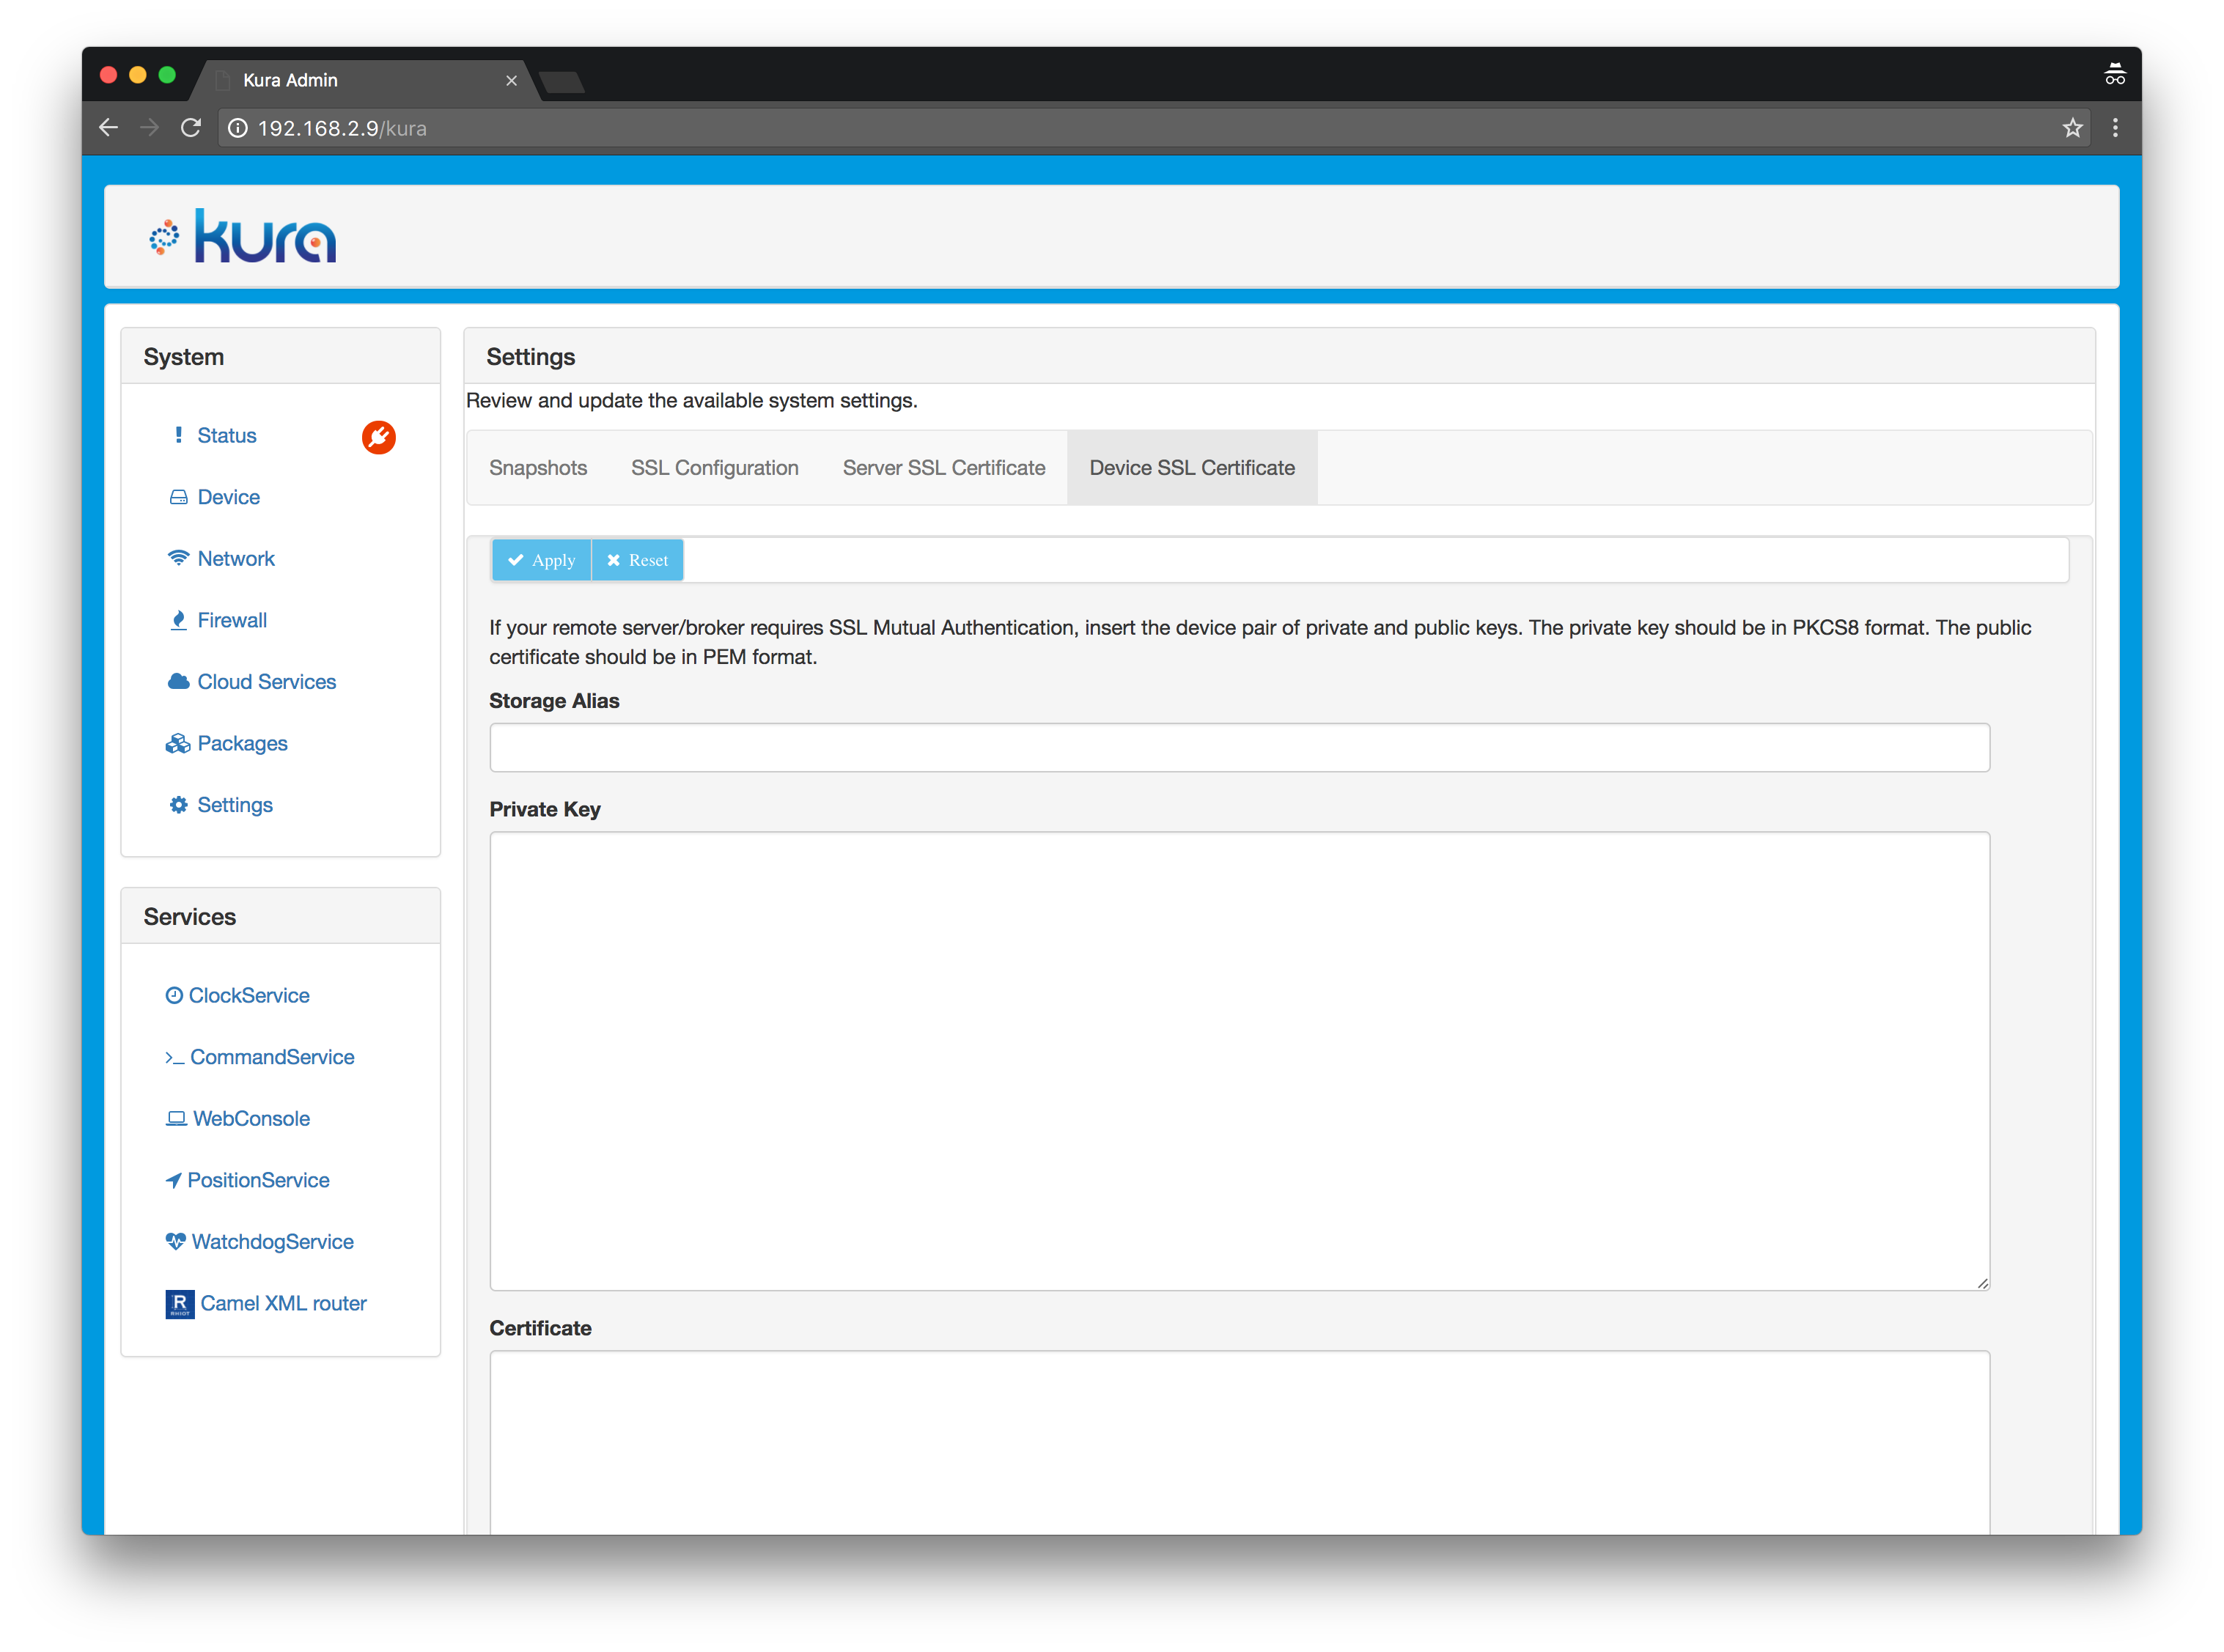 Kura Admin
192.168.2.9/kura
kura
System
Status
Device
Network
Firewall
Cloud Services
Packages
Settings
Services
ClockService
CommandService
WebConsole
PositionService
WatchdogService
R
RHIOT
Camel XML router
Settings
Review and update the available system settings.
Snapshots
SSL Configuration
Server SSL Certificate
Device SSL Certificate
Apply
Reset
If your remote server/broker requires SSL Mutual Authentication, insert the device pair of private and public keys. The private key should be in PKCS8 format. The public
certificate should be in PEM format.
Storage Alias
Private Key
Certificate